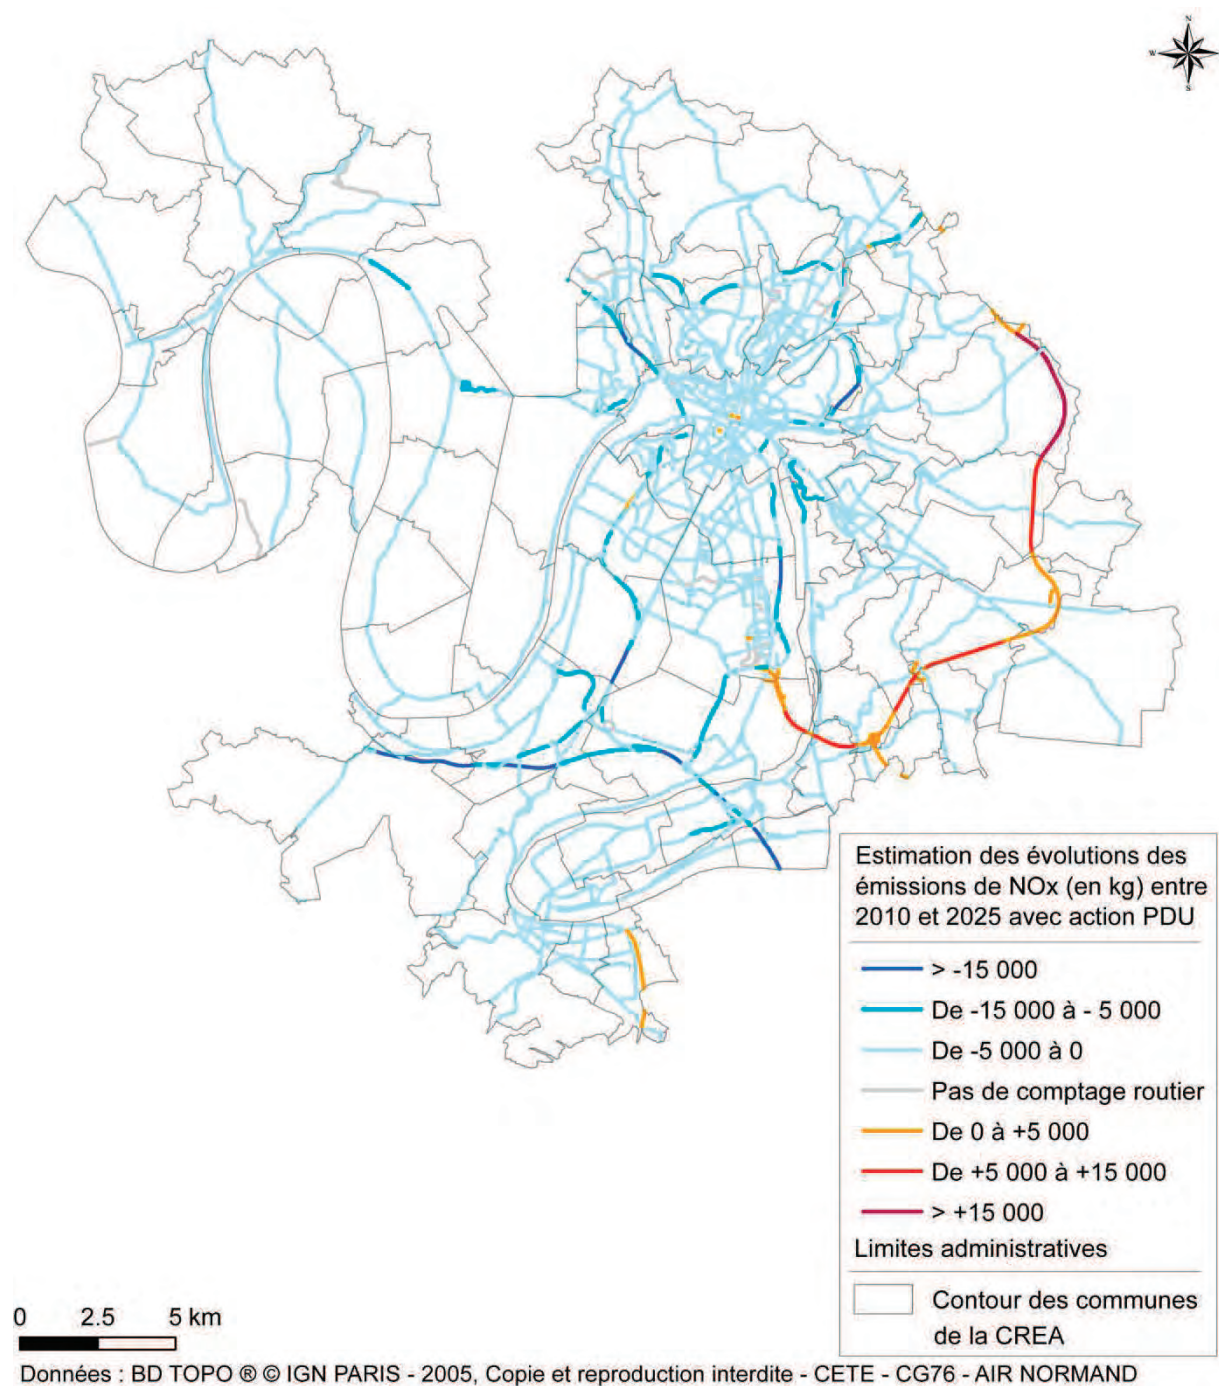 N
W
S
Estimation des évolutions des
émissions de NOx (en kg) entre
2010 et 2025 avec action PDU
> -15 000
De -15 000 à - 5 000
De -5 000 à 0
Pas de comptage routier
De 0 à +5 000
De +5 000 à +15 000
> +15 000
Limites administratives
Contour des communes
de la CREA
0 2.5 5 km
Données : BD TOPO ® © IGN PARIS - 2005, Copie et reproduction interdite - CETE - CG76 - AIR NORMAND